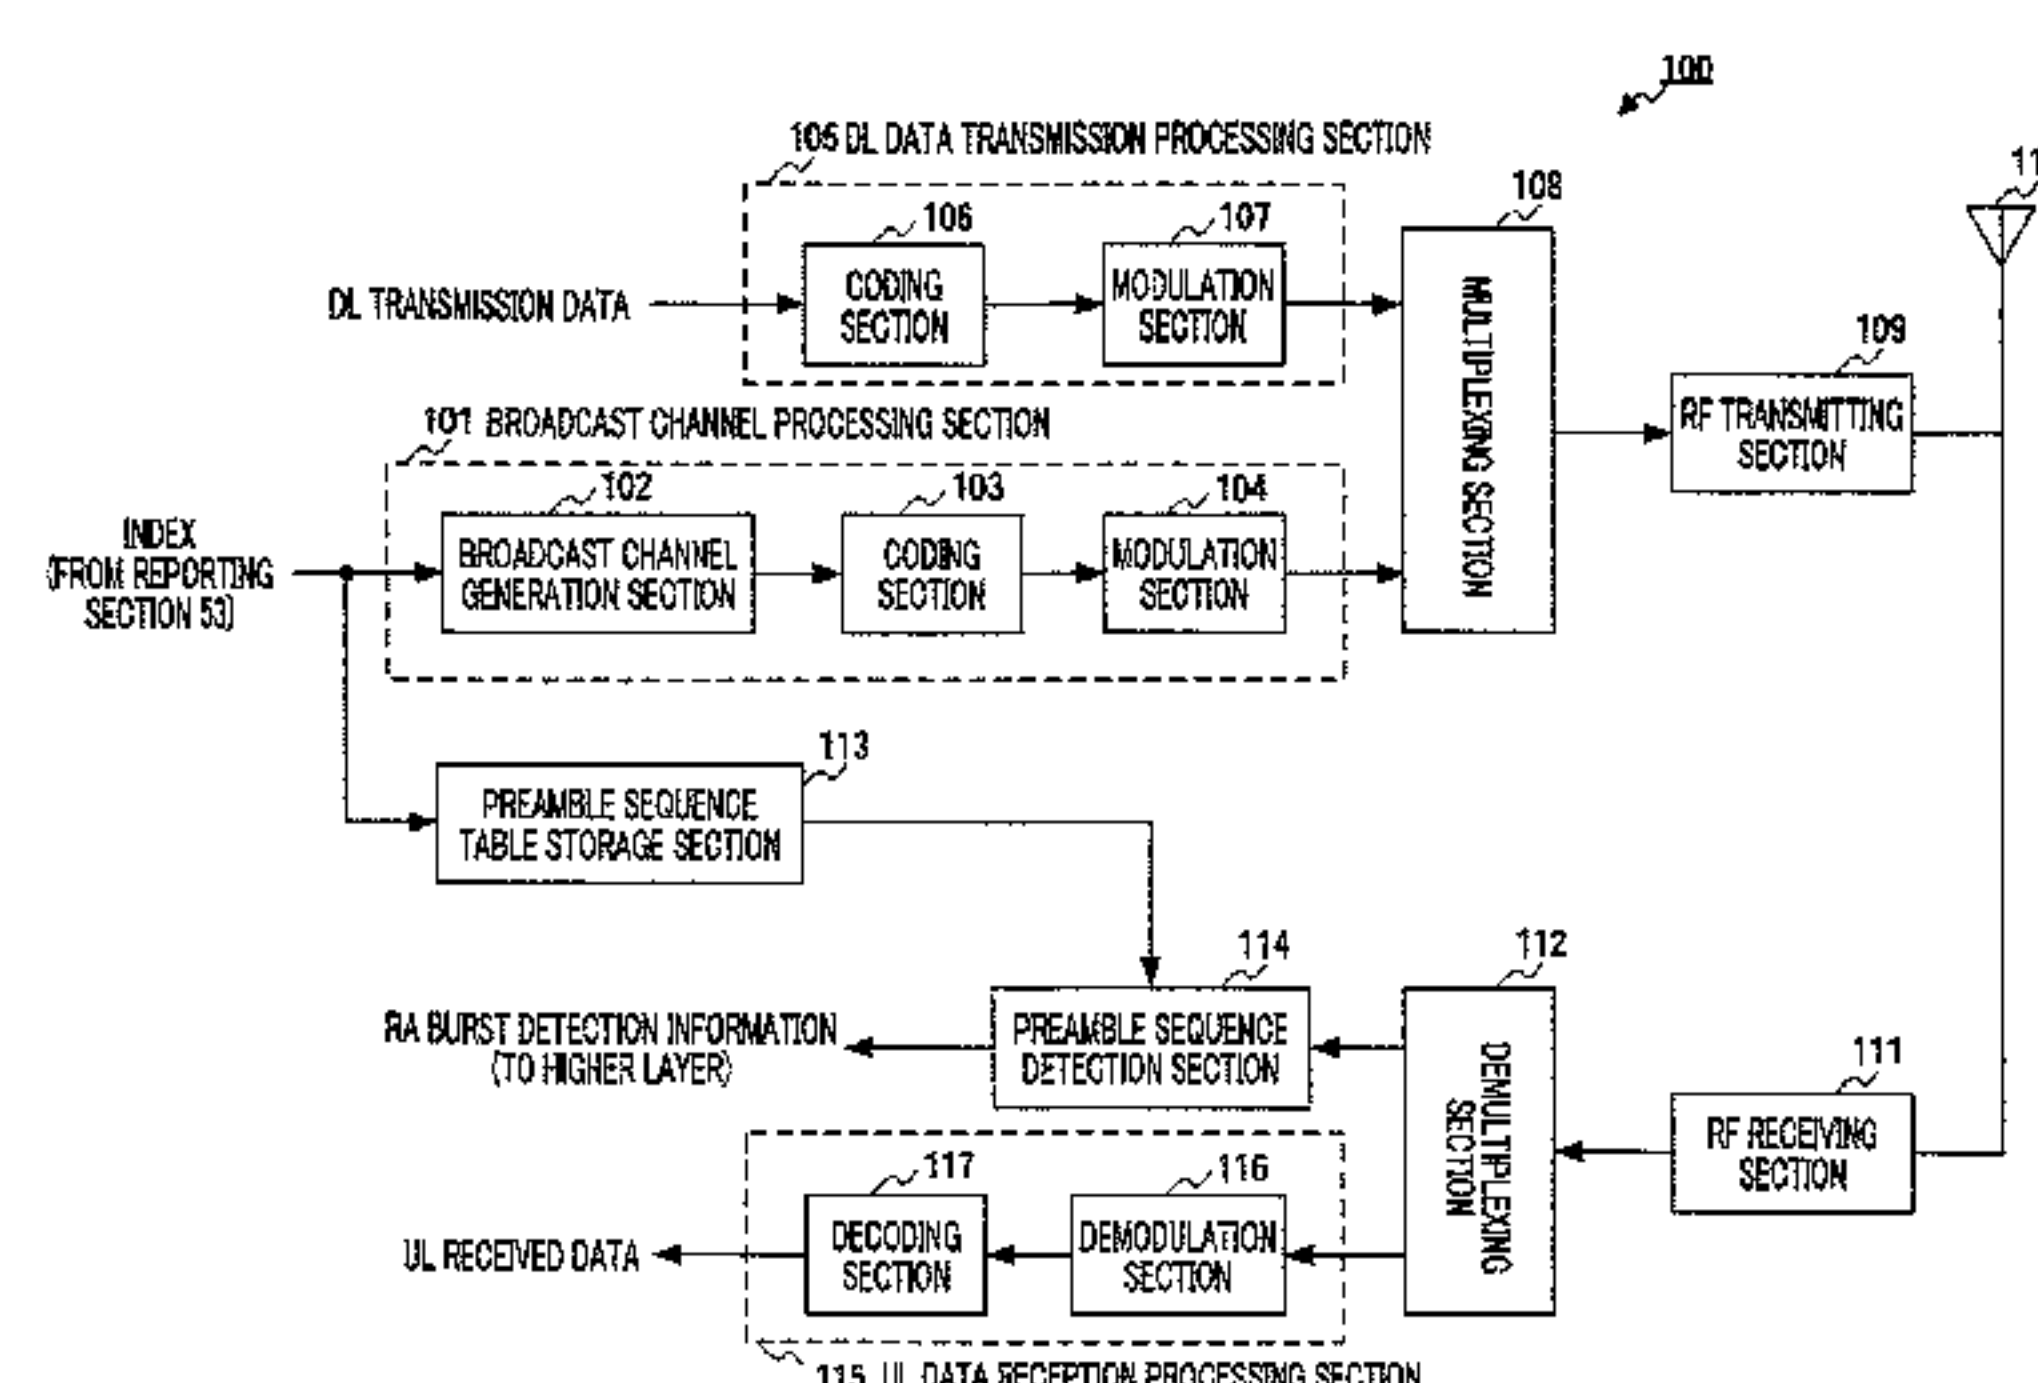 100
105 DL DATA TRANSMISSION PROCESSING SECTION
106
107
108
CODING
SECTION
MODULATION
SECTION
DL TRANSMISSION DATA
MULTIPLEXING SECTION
109
RF TRANSMITTING
SECTION
101 BROADCAST CHANNEL PROCESSING SECTION
102
103
104
INDEX
(FROM REPORTING
SECTION 53)
BROADCAST CHANNEL
GENERATION SECTION
CODING
SECTION
MODULATION
SECTION
113
PREAMBLE SEQUENCE
TABLE STORAGE SECTION
114
112
RA BURST DETECTION INFORMATION
(TO HIGHER LAYER)
PREAMBLE SEQUENCE
DETECTION SECTION
DEMULTIPLEXING
SECTION
111
RF RECEIVING
SECTION
117
116
UL RECEIVED DATA
DECODING
SECTION
DEMODULATION
SECTION
115 UL DATA RECEPTION PROCESSING SECTION